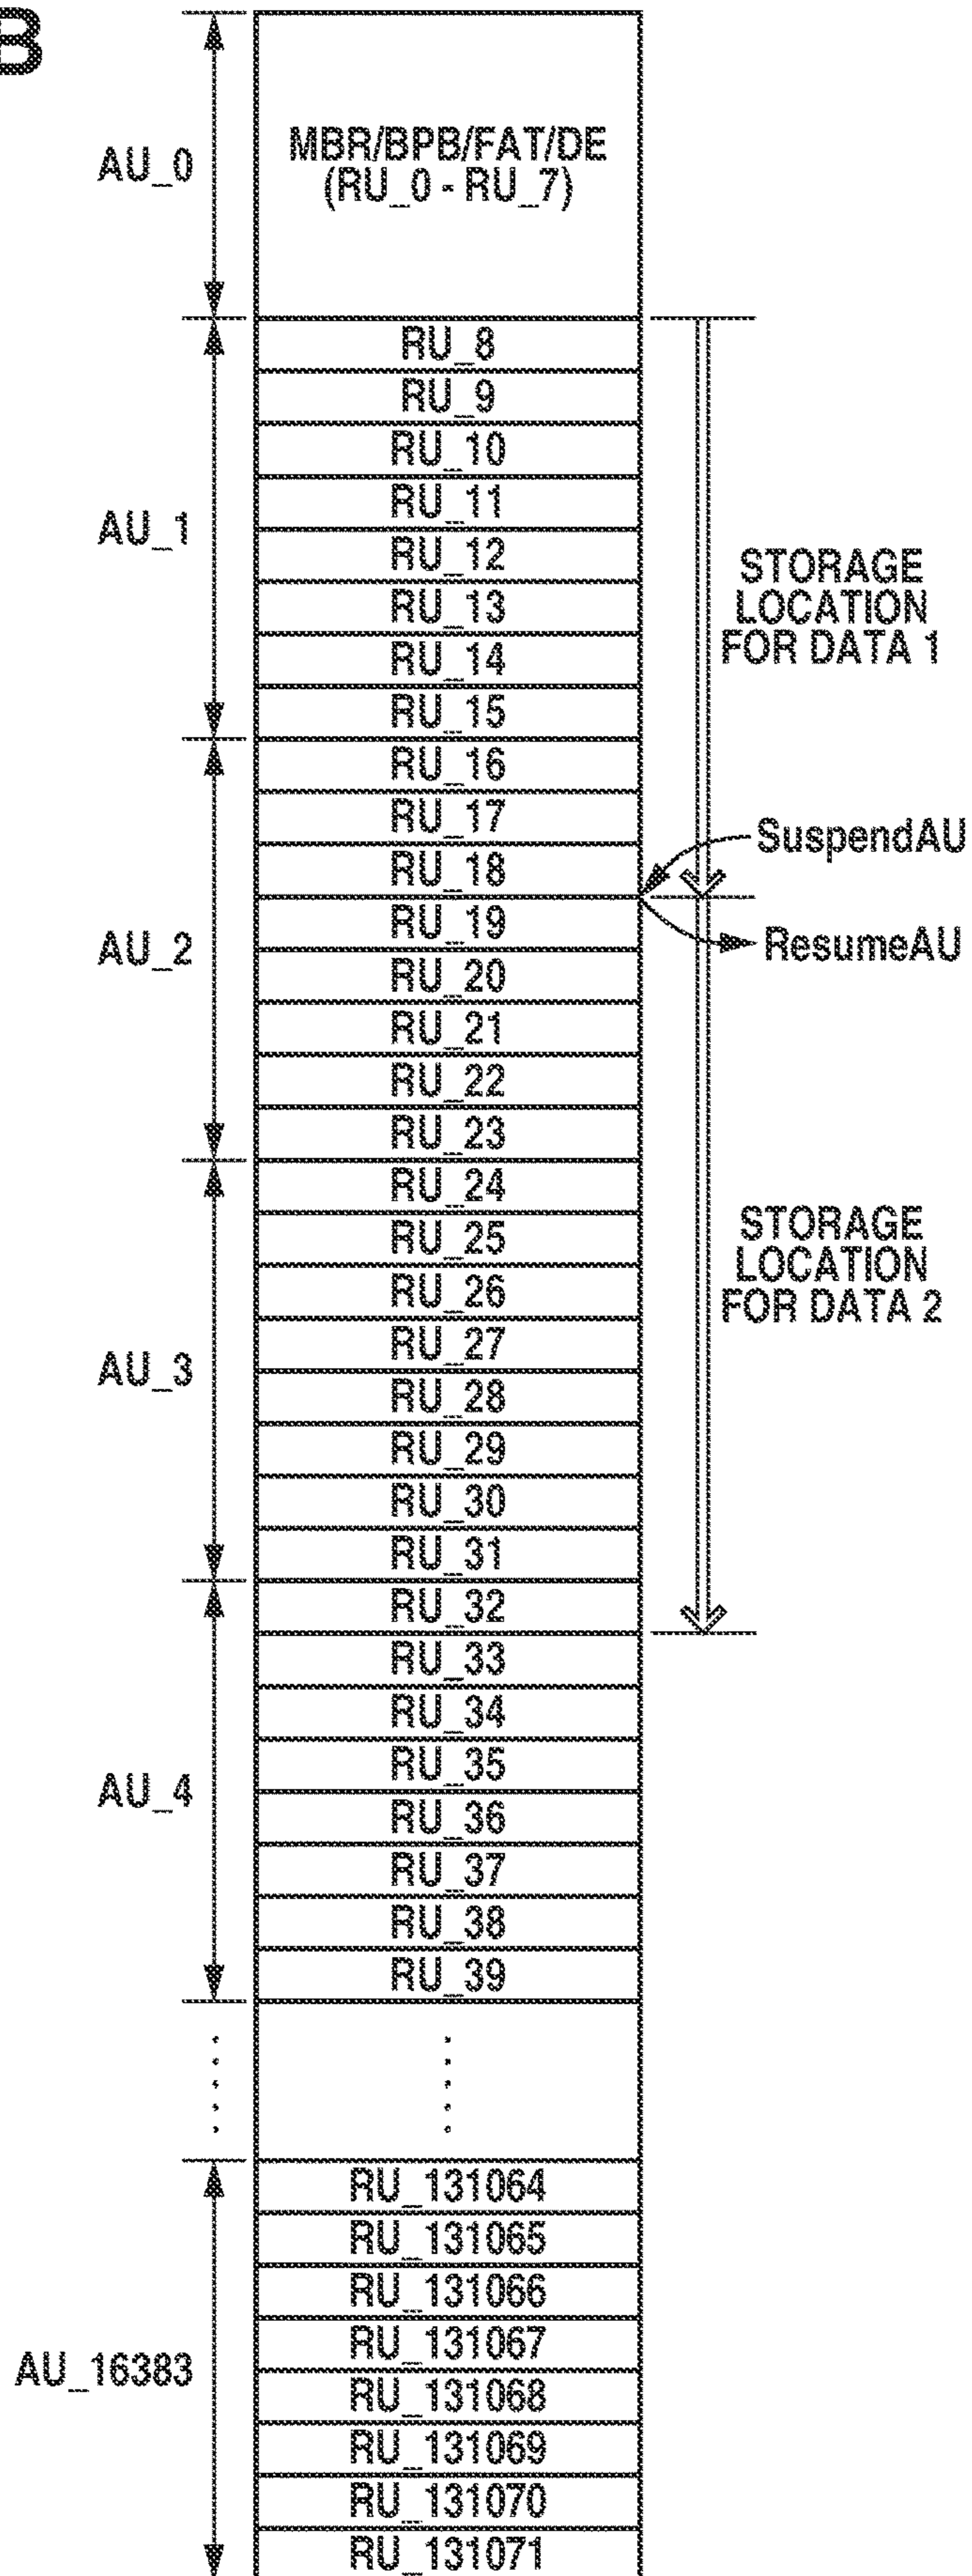 B
AU_0
MBR/BPB/FAT/DE
(RU_0 - RU_7)
AU_1
RU_8
RU_9
RU_10
RU_11
RU_12
RU_13
RU_14
RU_15
STORAGE
LOCATION
FOR DATA 1
AU_2
RU_16
RU_17
RU_18
RU_19
RU_20
RU_21
RU_22
RU_23
SuspendAU
ResumeAU
AU_3
RU_24
RU_25
RU_26
RU_27
RU_28
RU_29
RU_30
RU_31
STORAGE
LOCATION
FOR DATA 2
AU_4
RU_32
RU_33
RU_34
RU_35
RU_36
RU_37
RU_38
RU_39
AU_16383
RU_131064
RU_131065
RU_131066
RU_131067
RU_131068
RU_131069
RU_131070
RU_131071